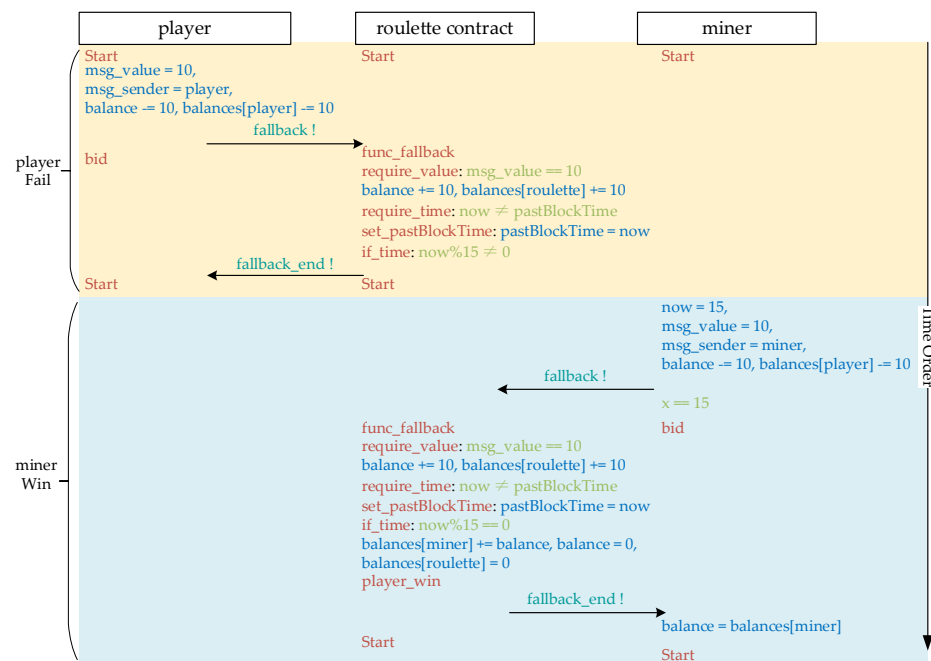 player
roulette contract
miner
Start
Start
Start
msg_value = 10,
msg_sender = player,
balance -= 10, balances[player] -= 10
fallback !
player
Fail
bid
func_fallback
require_value: msg_value == 10
balance += 10, balances[roulette] += 10
require_time: now ≠ pastBlockTime
set_pastBlockTime: pastBlockTime = now
if_time: now%15 ≠ 0
fallback_end !
Start
Start
Time Order
now = 15,
msg_value = 10,
msg_sender = miner,
balance -= 10, balances[player] -= 10
fallback !
x == 15
miner
Win
func_fallback
bid
require_value: msg_value == 10
balance += 10, balances[roulette] += 10
require_time: now ≠ pastBlockTime
set_pastBlockTime: pastBlockTime = now
if_time: now%15 == 0
balances[miner] += balance, balance = 0,
balances[roulette] = 0
player_win
fallback_end !
balance = balances[miner]
Start
Start